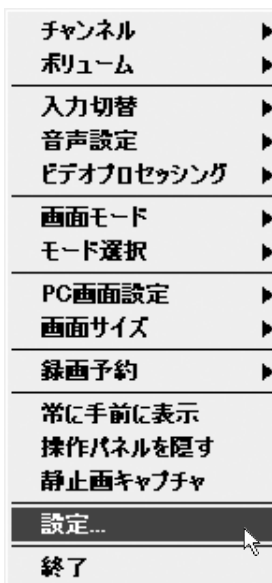 チャンネル
ボリューム
入力切替
音声設定
ビデオプロセッシング
画面モード
モード選択
PC画面設定
画面サイズ
録画予約
常に手前に表示
操作パネルを隠す
静止画キャプチャ
設定...
終了